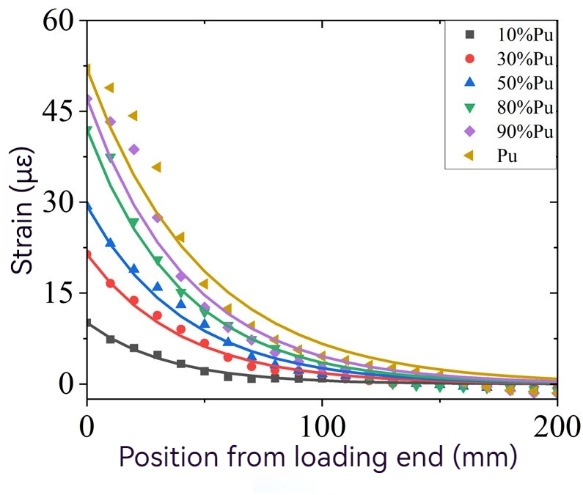 60
45
30
15
0
Strain (με)
10%Pu
30%Pu
50%Pu
80%Pu
90%Pu
Pu
0
100
200
Position from loading end (mm)